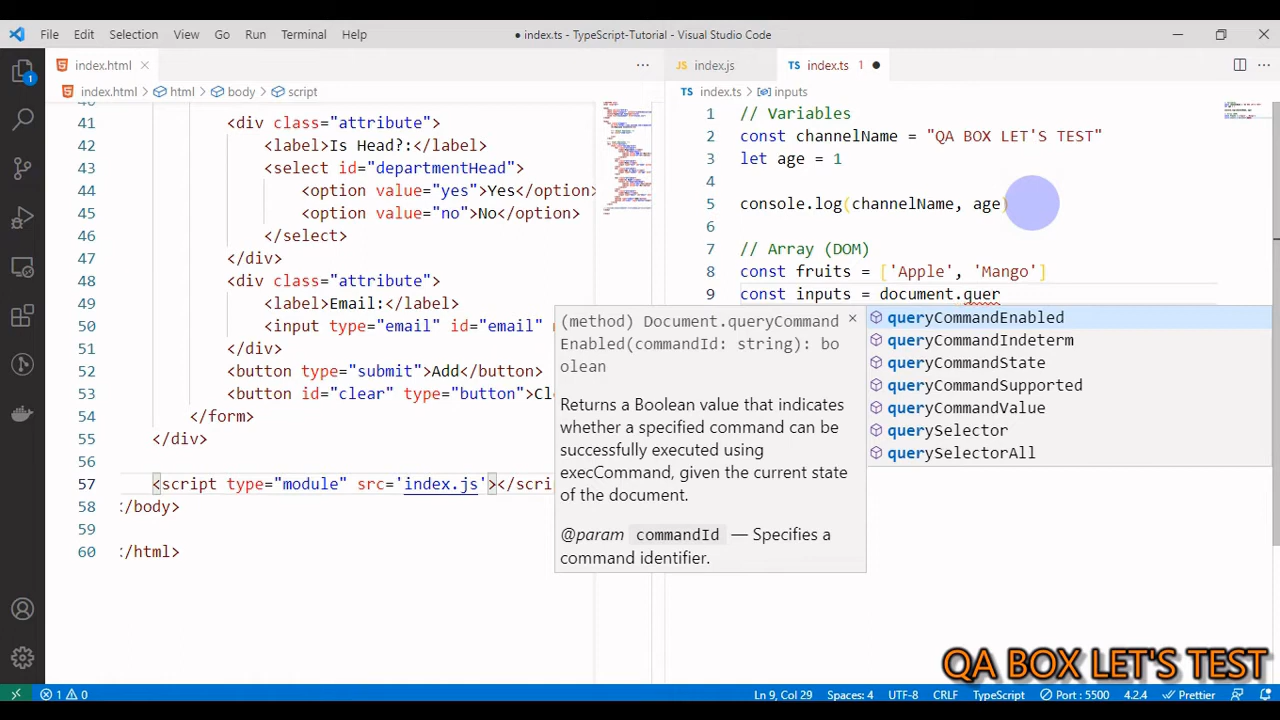 File Edit Selection View Go Run Terminal Help
● index.ts - TypeScript-Tutorial - Visual Studio Code
index.html
index.html > html > body > script
41 <div class="attribute">
42 <label>Is Head?:</label>
43 <select id="departmentHead">
44 <option value="yes">Yes</option>
45 <option value="no">No</option>
46 </select>
47 </div>
48 <div class="attribute">
49 <label>Email:</label>
50 <input type="email" id="email"
51 </div>
52 <button type="submit">Add</button>
53 <button id="clear" type="button">Cl
54 </form>
55 </div>
56
57 <script type="module" src='index.js'></scri
58 </body>
59
60 </html>
JS index.js
TS index.ts 1 ●
TS index.ts > inputs
1 // Variables
2 const channelName = "QA BOX LET'S TEST"
3 let age = 1
4
5 console.log(channelName, age)
6
7 // Array (DOM)
8 const fruits = ['Apple', 'Mango']
9 const inputs = document.quer
(method) Document.queryCommand
Enabled(commandId: string): bo
olean
Returns a Boolean value that indicates
whether a specified command can be
successfully executed using
execCommand, given the current state
of the document.
@param commandId — Specifies a
command identifier.
queryCommandEnabled
queryCommandIndeterm
queryCommandState
queryCommandSupported
queryCommandValue
querySelector
querySelectorAll
QA BOX LET'S TEST
1 0 Ln 9, Col 29 Spaces: 4 UTF-8 CRLF TypeScript Port : 5500 4.2.4 Prettier